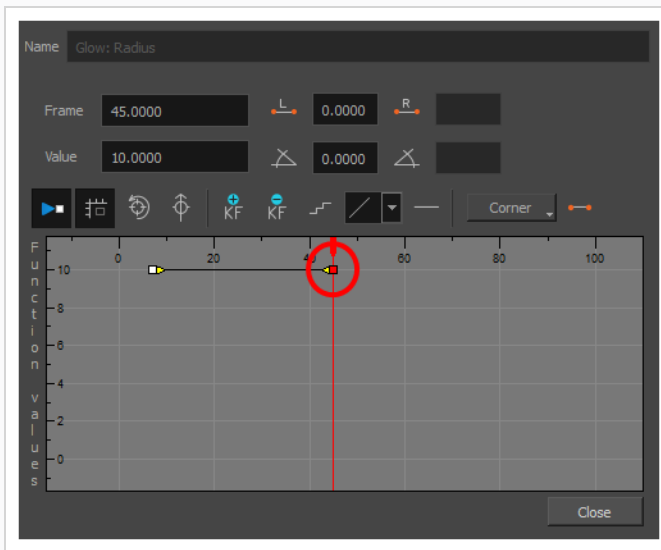 Name Glow: Radius
Frame 45.0000 L 0.0000 R
Value 10.0000 0.0000
KF KF Corner
0 20 40 60 80 100
10
8
6
4
2
0
Function values
Close